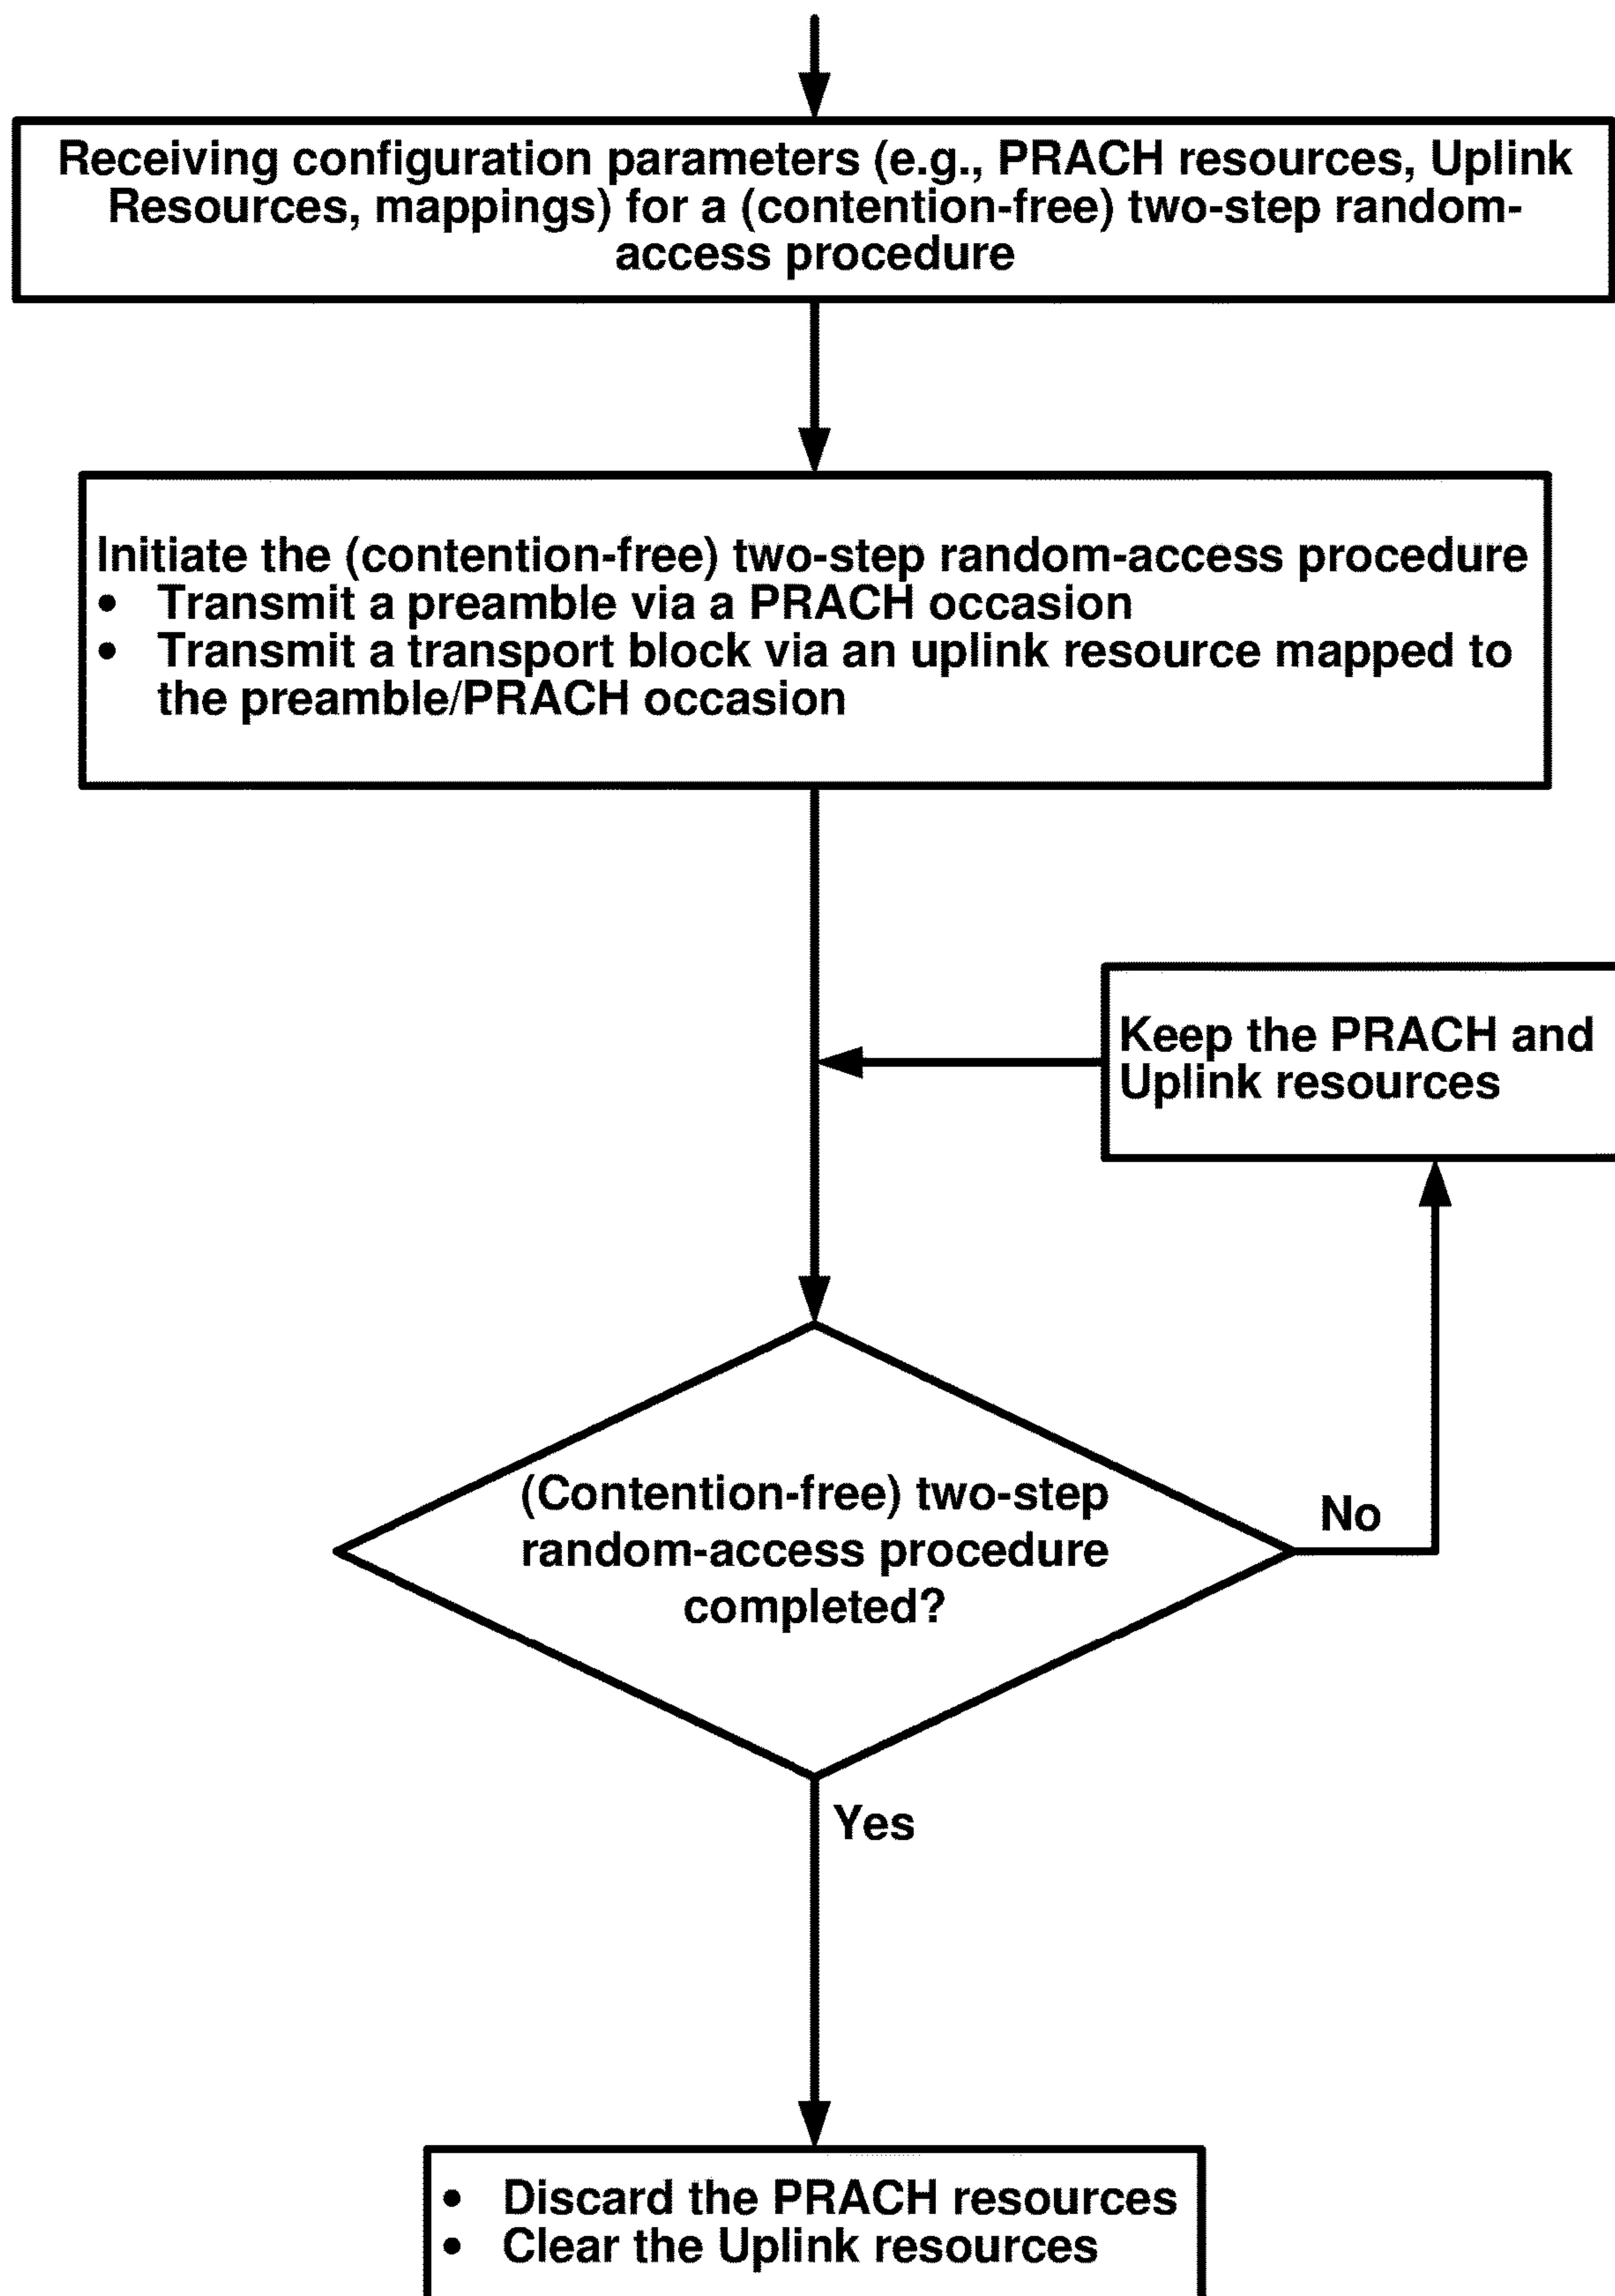 Receiving configuration parameters (e.g., PRACH resources, Uplink
Resources, mappings) for a (contention-free) two-step random-
access procedure
Initiate the (contention-free) two-step random-access procedure
• Transmit a preamble via a PRACH occasion
• Transmit a transport block via an uplink resource mapped to
the preamble/PRACH occasion
Keep the PRACH and
Uplink resources
(Contention-free) two-step
random-access procedure
completed?
No
Yes
• Discard the PRACH resources
• Clear the Uplink resources